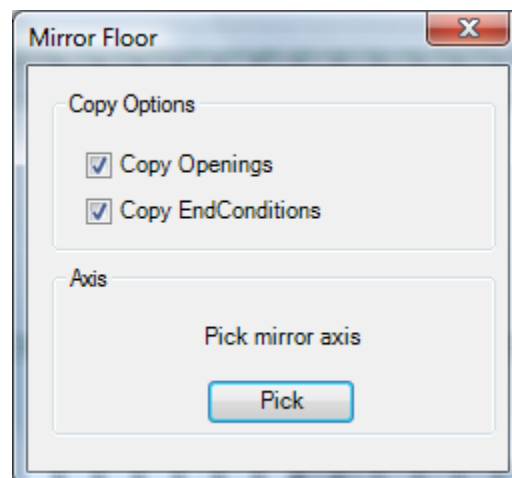 Mirror Floor
Copy Options
Copy Openings
Copy EndConditions
Axis
Pick mirror axis
Pick